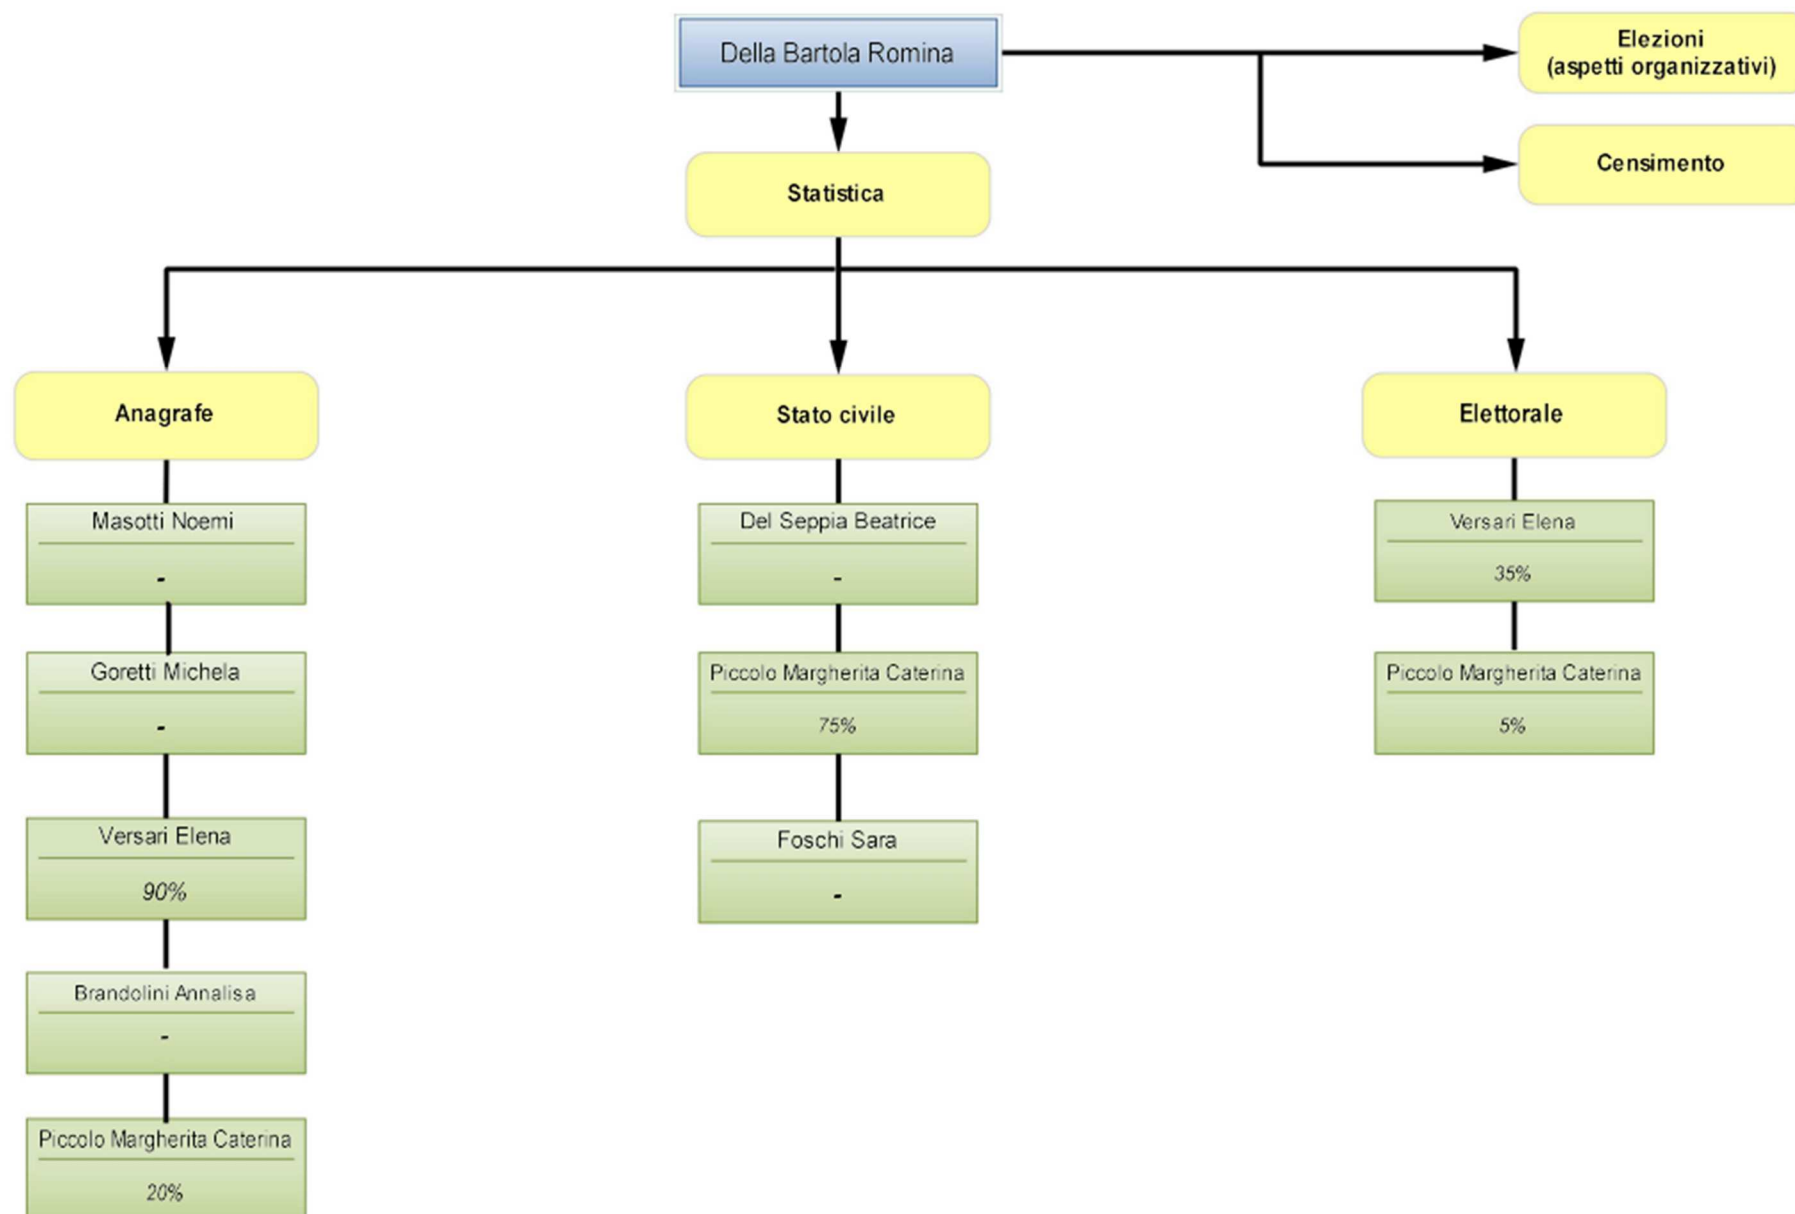 Della Bartola Romina
Elezioni
(aspetti organizzativi)
Censimento
Statistica
Anagrafe
Stato civile
Elettorale
Masotti Noemi
-
Goretti Michela
-
Versari Elena
90%
Brandolini Annalisa
-
Piccolo Margherita Caterina
20%
Del Seppia Beatrice
-
Piccolo Margherita Caterina
75%
Foschi Sara
-
Versari Elena
35%
Piccolo Margherita Caterina
5%